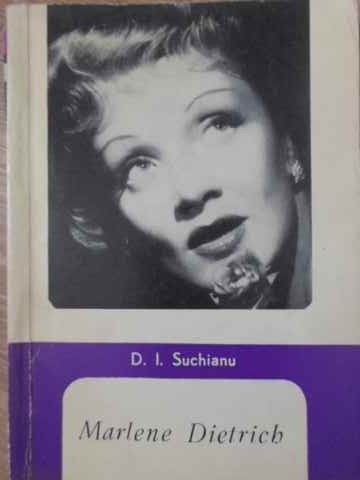 D. I. Suchianu
Marlene Dietrich